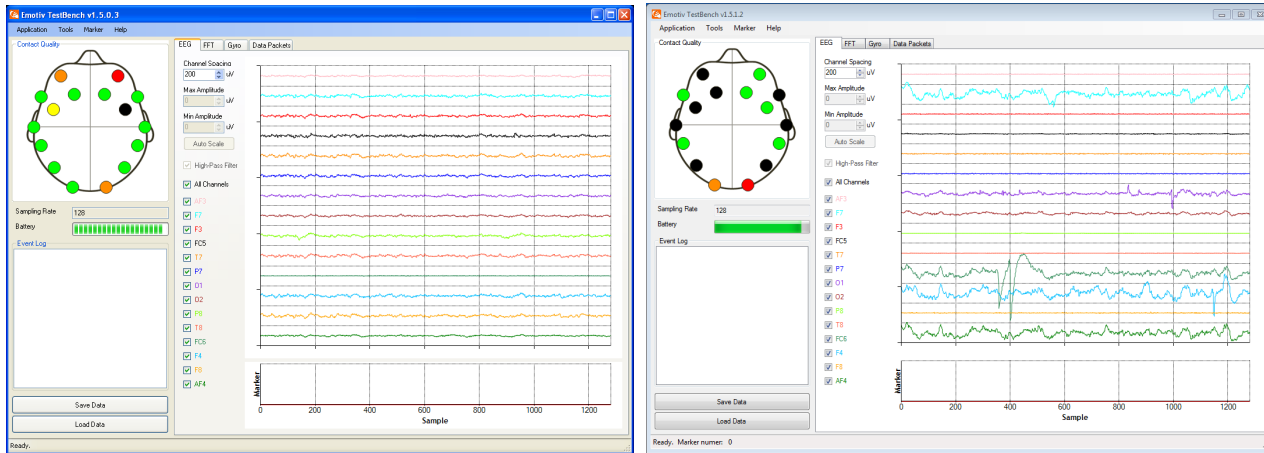 Emotiv TestBench v1.5.0.3
Application Tools Marker Help
Contact Quality
Sampling Rate 128
Battery
Event Log
Save Data
Load Data
Ready.
EEG FFT Gyro Data Packets
Channel Spacing
200 uV
Max Amplitude
0 uV
Min Amplitude
0 uV
Auto Scale
High-Pass Filter
All Channels
AF3
F7
F3
FC5
T7
P7
O1
O2
P8
T8
FC6
F4
F8
AF4
0 200 400 600 800 1000 1200
Sample
Marker
Emotiv TestBench v1.5.1.2
Application Tools Marker Help
Contact Quality
Sampling Rate 128
Battery
Event Log
Save Data
Load Data
Ready. Marker numer: 0
EEG FFT Gyro Data Packets
Channel Spacing
200 uV
Max Amplitude
0 uV
Min Amplitude
0 uV
Auto Scale
High-Pass Filter
All Channels
AF3
F7
F3
FC5
T7
P7
O1
O2
P8
T8
FC6
F4
F8
AF4
0 200 400 600 800 1000 1200
Sample
Marker